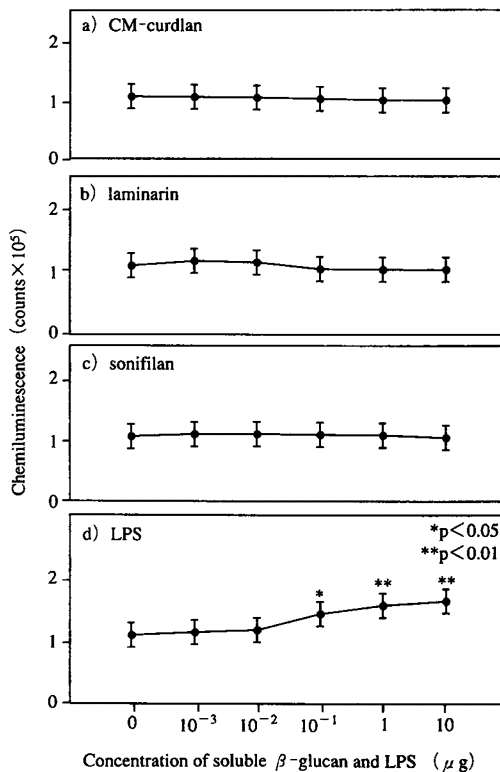 a) CM-curdlan
2
1
0
b) laminarin
2
1
0
c) sonifilan
2
1
0
d) LPS
*p<0.05
**p<0.01
2
1
0
* ** **
0 10⁻³ 10⁻² 10⁻¹ 1 10
Concentration of soluble β-glucan and LPS (μg)
Chemiluminescence (counts×10⁵)